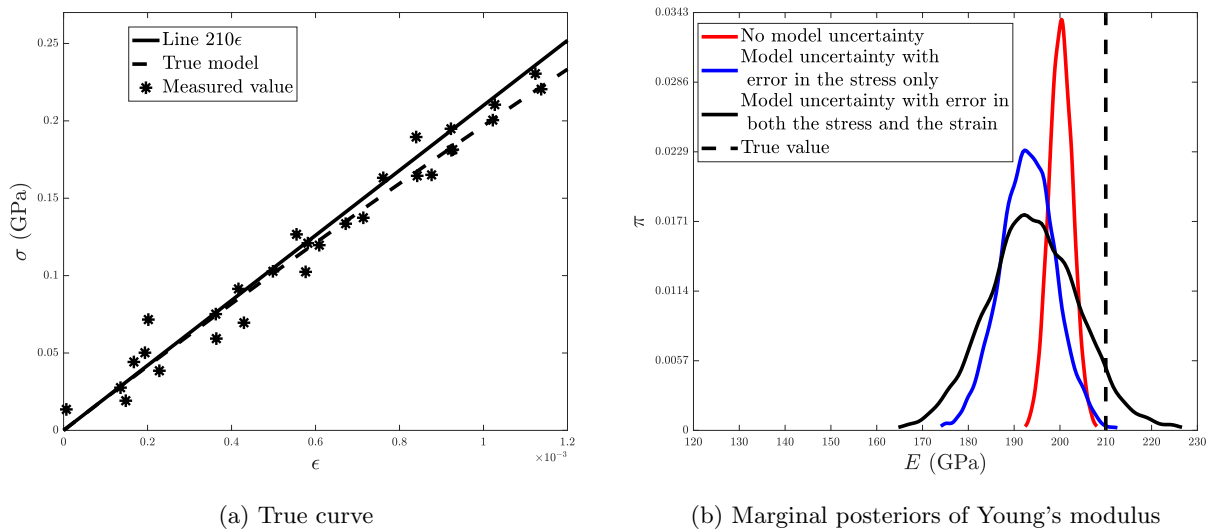 0.25
0.2
0.15
0.1
0.05
0
σ (GPa)
Line 210ϵ
True model
Measured value
0
0.2
0.4
0.6
0.8
1
1.2
×10⁻³
ϵ
(a) True curve
0.0343
0.0286
0.0229
0.0171
0.0114
0.0057
0
π
No model uncertainty
Model uncertainty with
error in the stress only
Model uncertainty with error in
both the stress and the strain
True value
120
130
140
150
160
170
180
190
200
210
220
230
E (GPa)
(b) Marginal posteriors of Young's modulus